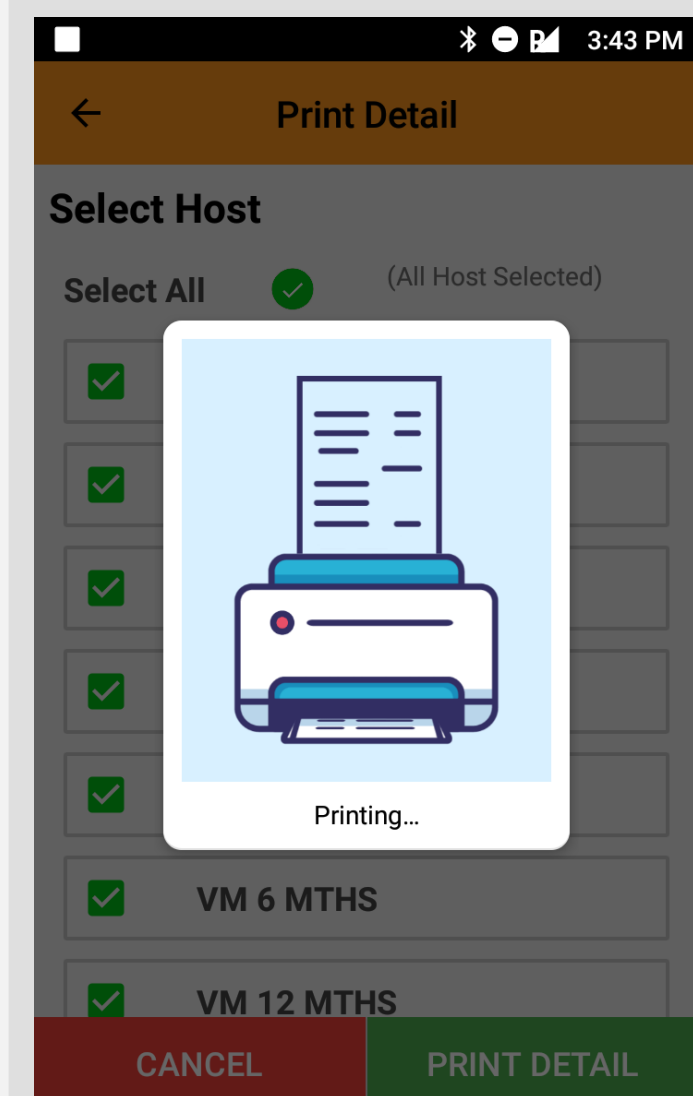 3:43 PM
Print Detail
Select Host
Select All
(All Host Selected)
Printing...
VM 6 MTHS
VM 12 MTHS
CANCEL
PRINT DETAIL